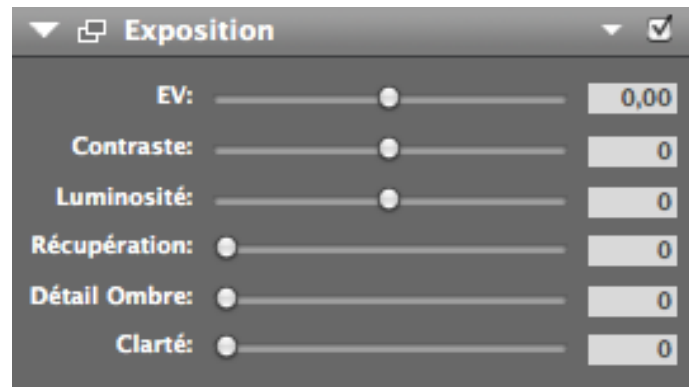 Exposition
EV: 0,00
Contraste: 0
Luminosité: 0
Récupération: 0
Détail Ombre: 0
Clarté: 0